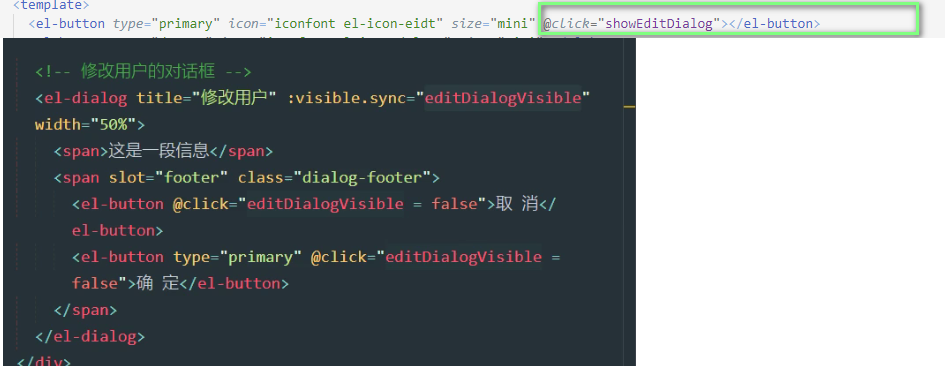 <template>
<el-button type="primary" icon="iconfont el-icon-eidt" size="mini" @click="showEditDialog"></el-button>
<!-- 修改用户的对话框 -->
<el-dialog title="修改用户" :visible.sync="editDialogVisible"
width="50%">
<span>这是一段信息</span>
<span slot="footer" class="dialog-footer">
<el-button @click="editDialogVisible = false">取 消</
el-button>
<el-button type="primary" @click="editDialogVisible =
false">确 定</el-button>
</span>
</el-dialog>
</div>